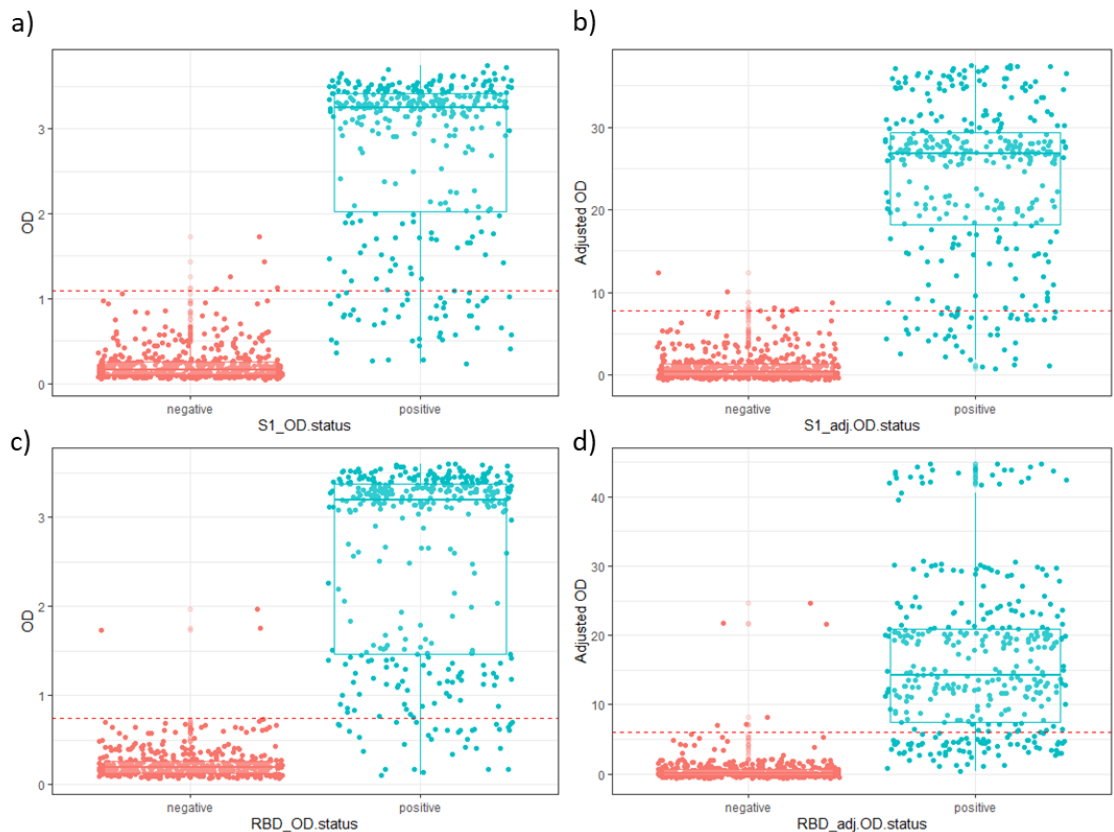 a)
OD
3
2
1
0
negative
positive
S1_OD.status
b)
Adjusted OD
30
20
10
0
negative
positive
S1_adj.OD.status
c)
OD
3
2
1
0
negative
positive
RBD_OD.status
d)
Adjusted OD
40
30
20
10
0
negative
positive
RBD_adj.OD.status